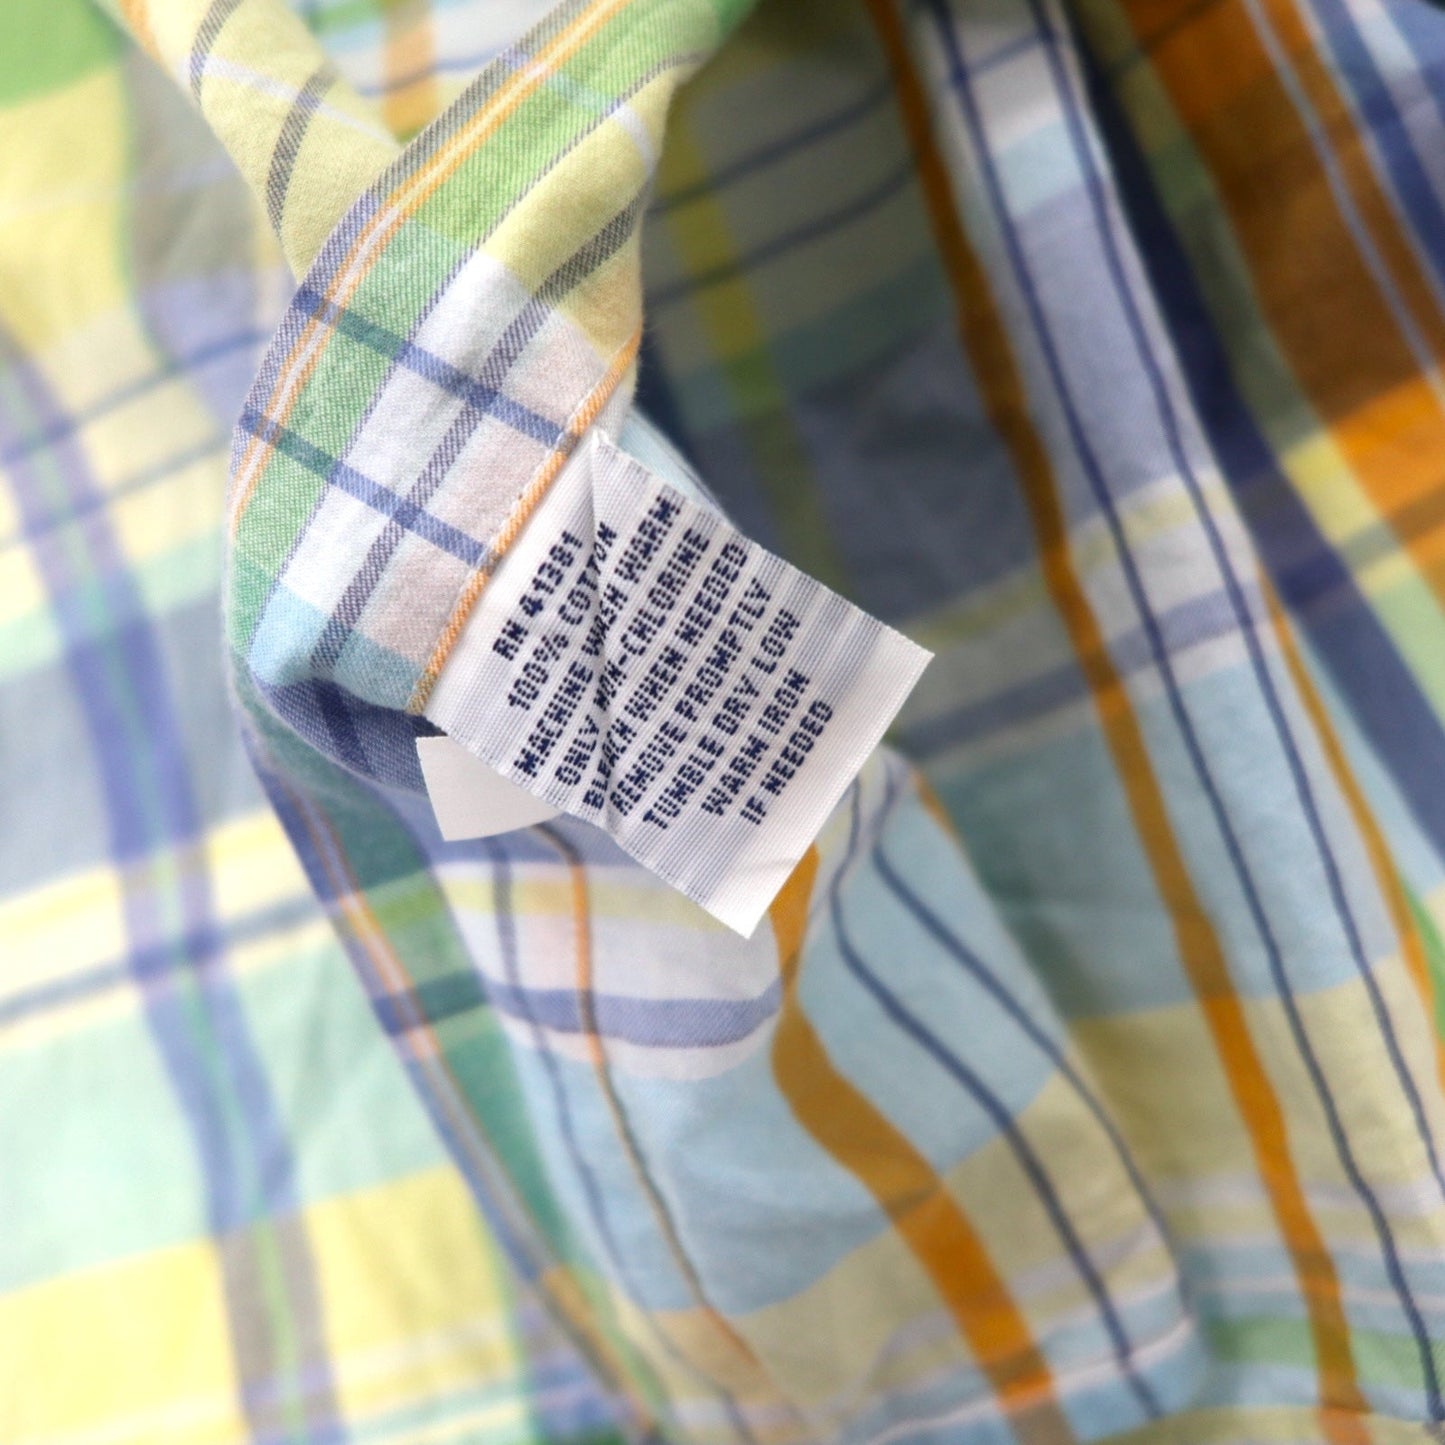 RN 41381
100% COTTON
MACHINE WASH WARM
ONLY NON-CHLORINE
BLEACH WHEN NEEDED
REMOVE PROMPTLY
TUMBLE DRY LOW
WARM IRON
IF NEEDED